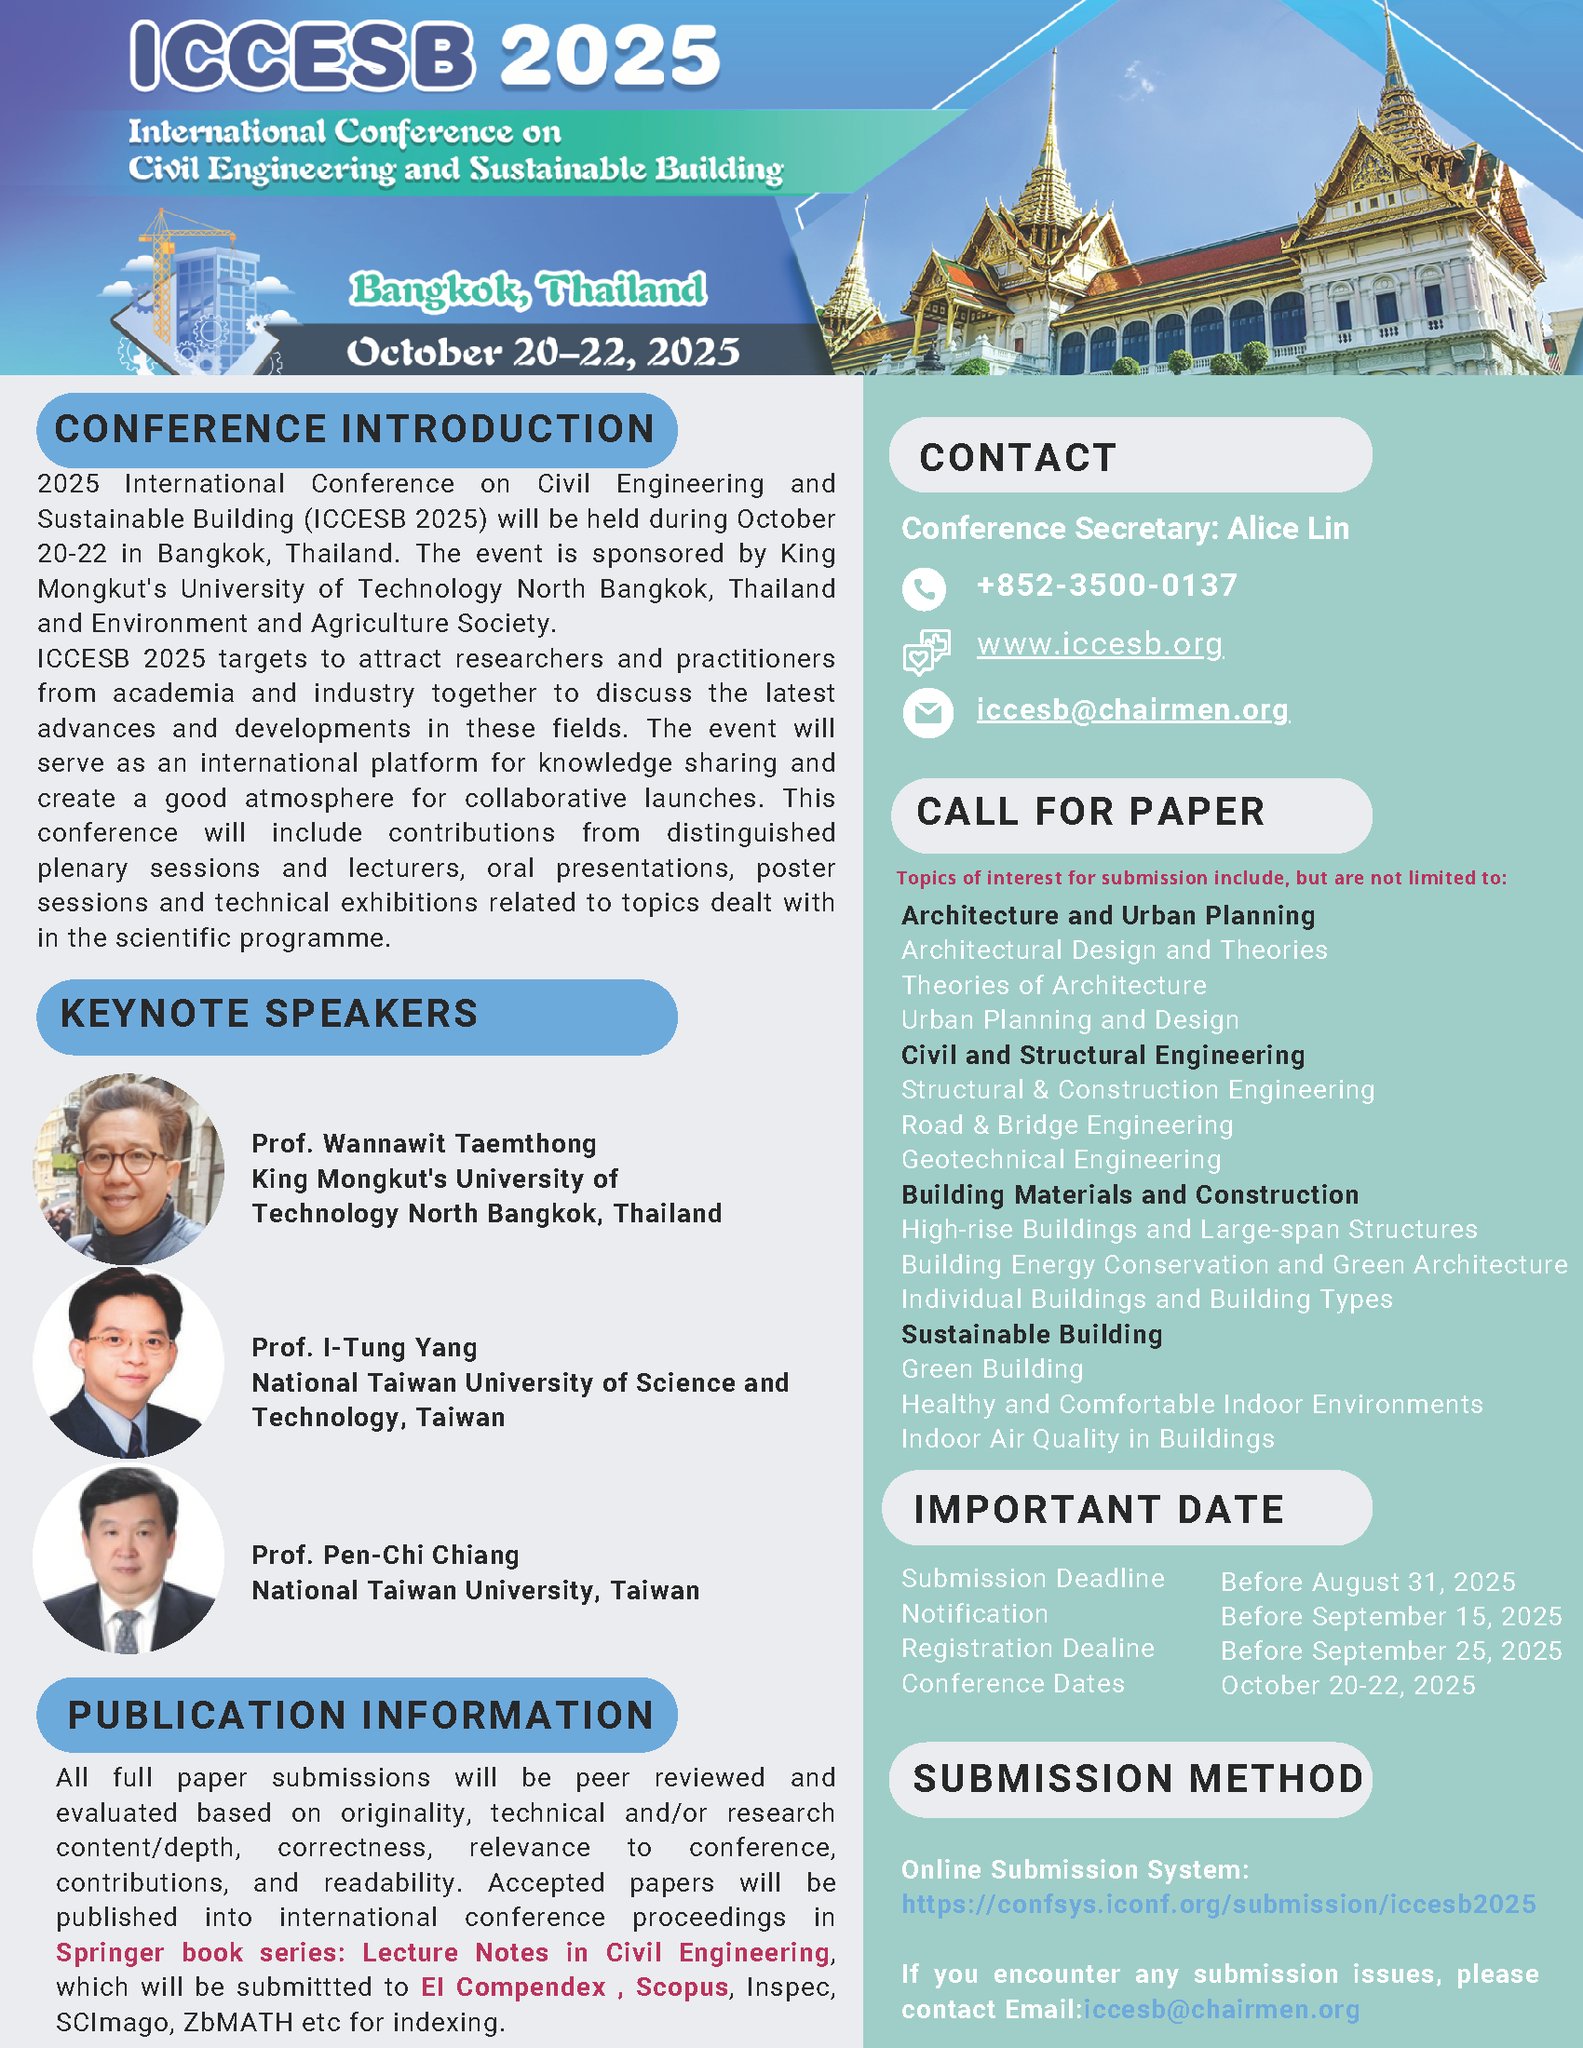 ICCESB 2025
International Conference on
Civil Engineering and Sustainable Building
Bangkok, Thailand
October 20–22, 2025
CONFERENCE INTRODUCTION
2025 International Conference on Civil Engineering and
Sustainable Building (ICCESB 2025) will be held during October
20-22 in Bangkok, Thailand. The event is sponsored by King
Mongkut's University of Technology North Bangkok, Thailand
and Environment and Agriculture Society.
ICCESB 2025 targets to attract researchers and practitioners
from academia and industry together to discuss the latest
advances and developments in these fields. The event will
serve as an international platform for knowledge sharing and
create a good atmosphere for collaborative launches. This
conference will include contributions from distinguished
plenary sessions and lecturers, oral presentations, poster
sessions and technical exhibitions related to topics dealt with
in the scientific programme.
KEYNOTE SPEAKERS
Prof. Wannawit Taemthong
King Mongkut's University of
Technology North Bangkok, Thailand
Prof. I-Tung Yang
National Taiwan University of Science and
Technology, Taiwan
Prof. Pen-Chi Chiang
National Taiwan University, Taiwan
PUBLICATION INFORMATION
All full paper submissions will be peer reviewed and
evaluated based on originality, technical and/or research
content/depth, correctness, relevance to conference,
contributions, and readability. Accepted papers will be
published into international conference proceedings in
Springer book series: Lecture Notes in Civil Engineering,
which will be submittted to EI Compendex , Scopus, Inspec,
SCImago, ZbMATH etc for indexing.
CONTACT
Conference Secretary: Alice Lin
+852-3500-0137
www.iccesb.org
iccesb@chairmen.org
CALL FOR PAPER
Topics of interest for submission include, but are not limited to:
Architecture and Urban Planning
Architectural Design and Theories
Theories of Architecture
Urban Planning and Design
Civil and Structural Engineering
Structural & Construction Engineering
Road & Bridge Engineering
Geotechnical Engineering
Building Materials and Construction
High-rise Buildings and Large-span Structures
Building Energy Conservation and Green Architecture
Individual Buildings and Building Types
Sustainable Building
Green Building
Healthy and Comfortable Indoor Environments
Indoor Air Quality in Buildings
IMPORTANT DATE
Submission Deadline Before August 31, 2025
Notification Before September 15, 2025
Registration Dealine Before September 25, 2025
Conference Dates October 20-22, 2025
SUBMISSION METHOD
Online Submission System:
https://confsys.iconf.org/submission/iccesb2025
If you encounter any submission issues, please
contact Email:iccesb@chairmen.org